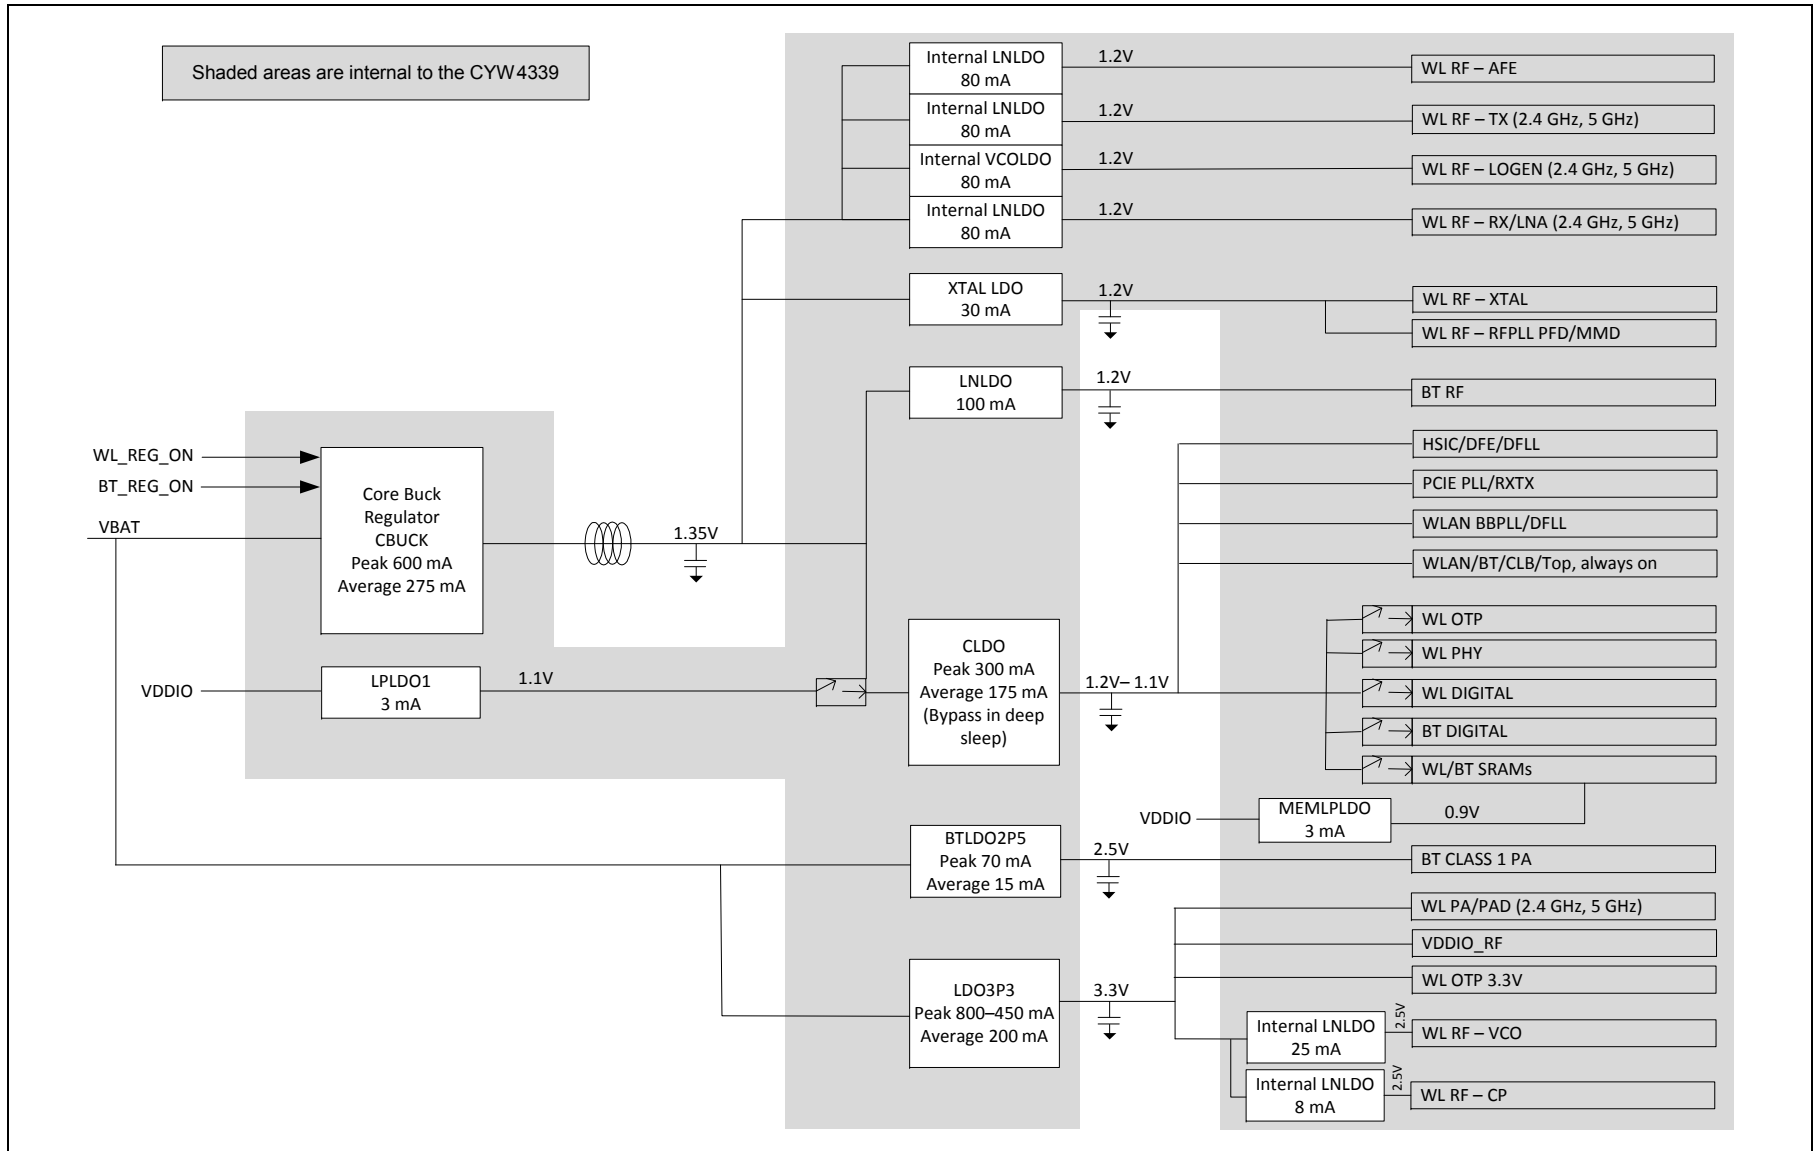 Shaded areas are internal to the CYW4339
Internal LNLDO
80 mA
1.2V
WL RF – AFE
Internal LNLDO
80 mA
1.2V
WL RF – TX (2.4 GHz, 5 GHz)
Internal VCOLDO
80 mA
1.2V
WL RF – LOGEN (2.4 GHz, 5 GHz)
Internal LNLDO
80 mA
1.2V
WL RF – RX/LNA (2.4 GHz, 5 GHz)
XTAL LDO
30 mA
1.2V
WL RF – XTAL
WL RF – RFPLL PFD/MMD
LNLDO
100 mA
1.2V
BT RF
WL_REG_ON
BT_REG_ON
VBAT
Core Buck
Regulator
CBUCK
Peak 600 mA
Average 275 mA
1.35V
HSIC/DFE/DFLL
PCIE PLL/RXTX
WLAN BBPLL/DFLL
WLAN/BT/CLB/Top, always on
VDDIO
LPLDO1
3 mA
1.1V
CLDO
Peak 300 mA
Average 175 mA
(Bypass in deep
sleep)
1.2V– 1.1V
WL OTP
WL PHY
WL DIGITAL
BT DIGITAL
WL/BT SRAMs
VDDIO
MEMLPLDO
3 mA
0.9V
BTLDO2P5
Peak 70 mA
Average 15 mA
2.5V
BT CLASS 1 PA
LDO3P3
Peak 800–450 mA
Average 200 mA
3.3V
WL PA/PAD (2.4 GHz, 5 GHz)
VDDIO_RF
WL OTP 3.3V
Internal LNLDO
25 mA
2.5V
WL RF – VCO
Internal LNLDO
8 mA
2.5V
WL RF – CP